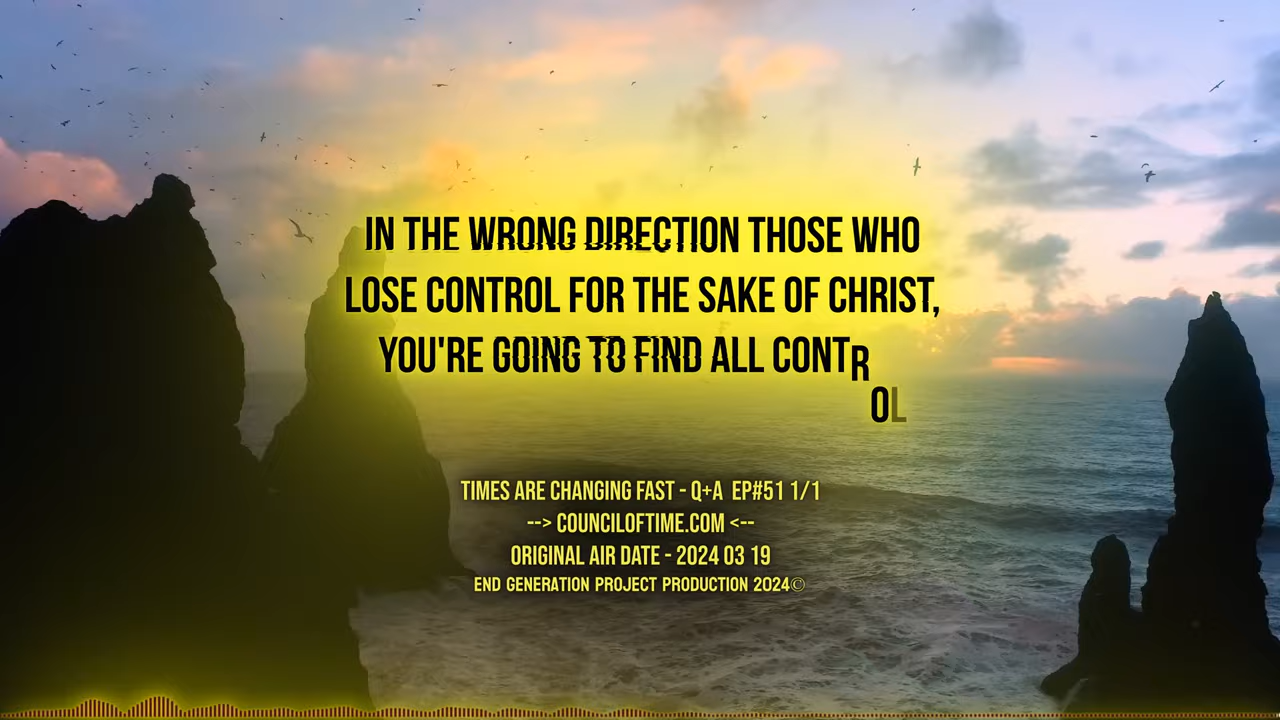 IN THE WRONG DIRECTION THOSE WHO
LOSE CONTROL FOR THE SAKE OF CHRIST,
YOU'RE GOING TO FIND ALL CONTROL
TIMES ARE CHANGING FAST - Q+A EP#51 1/1
--> COUNCILOFTIME.COM <--
ORIGINAL AIR DATE - 2024 03 19
END GENERATION PROJECT PRODUCTION 2024©